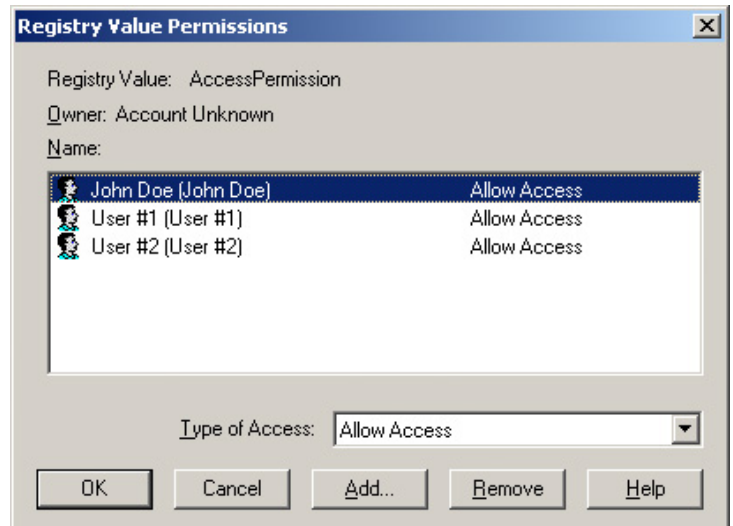 Registry Value Permissions
Registry Value: AccessPermission
Owner: Account Unknown
Name:
John Doe (John Doe) Allow Access
User #1 (User #1) Allow Access
User #2 (User #2) Allow Access
Type of Access: Allow Access
OK Cancel Add... Remove Help